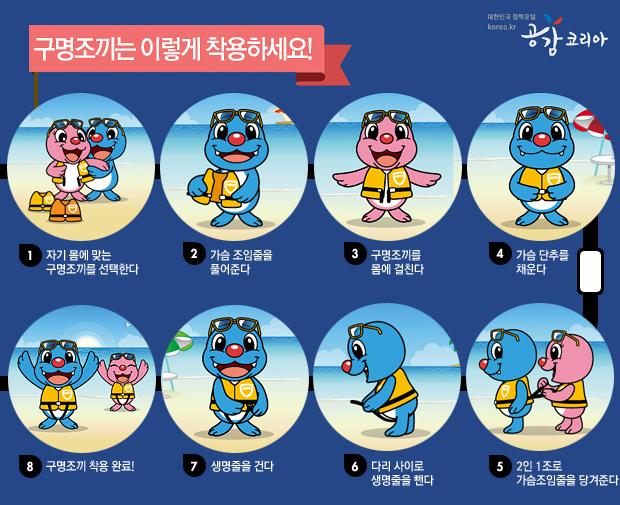 구명조끼는 이렇게 착용하세요!
대한민국 정책포털
korea.kr
공감 코리아
1 자기 몸에 맞는
구명조끼를 선택한다
2 가슴 조임줄을
풀어준다
3 구명조끼를
몸에 걸친다
4 가슴 단추를
채운다
8 구명조끼 착용 완료!
7 생명줄을 건다
6 다리 사이로
생명줄을 뺀다
5 2인 1조로
가슴조임줄을 당겨준다